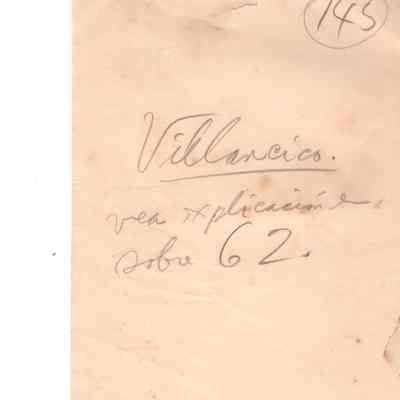 145
Villancico.
vea explicación en
sobre 62.